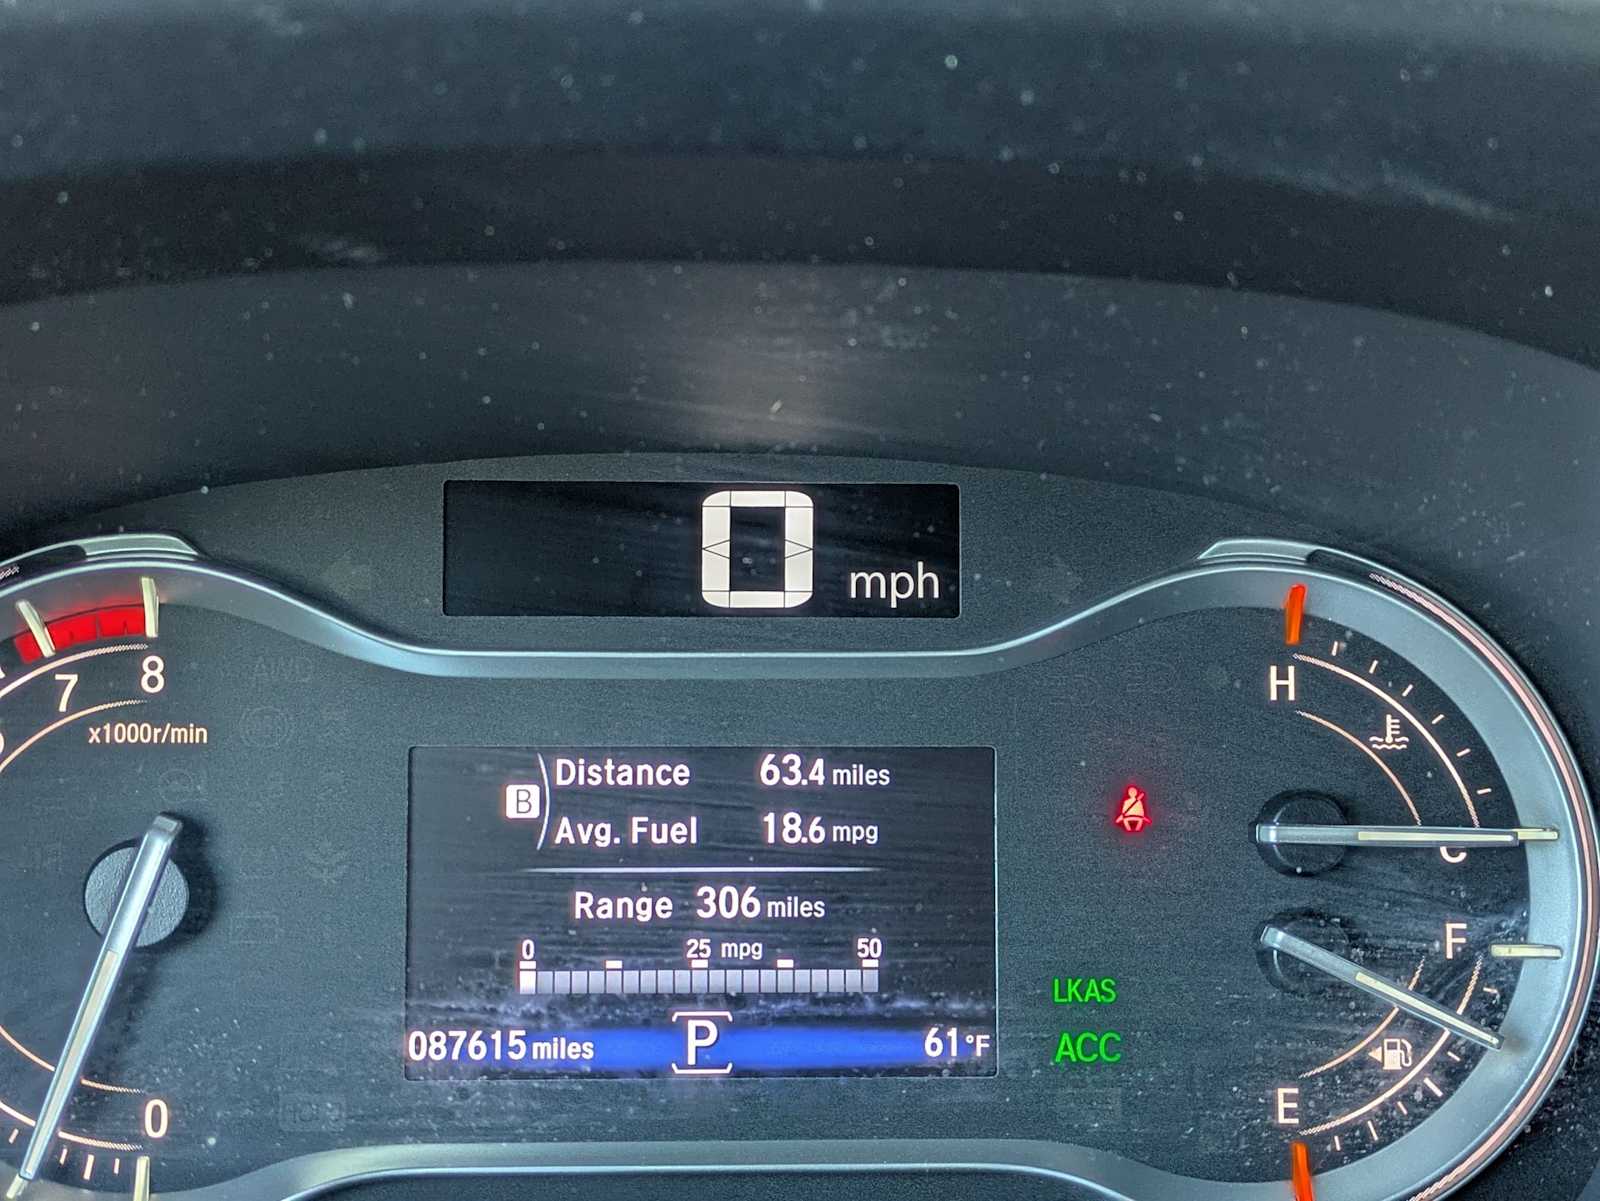 0 mph
7 8
x1000r/min
0
B Distance 63.4 miles
Avg. Fuel 18.6 mpg
Range 306 miles
0 25 mpg 50
087615 miles P 61°F
LKAS
ACC
H
C
F
E
AWD